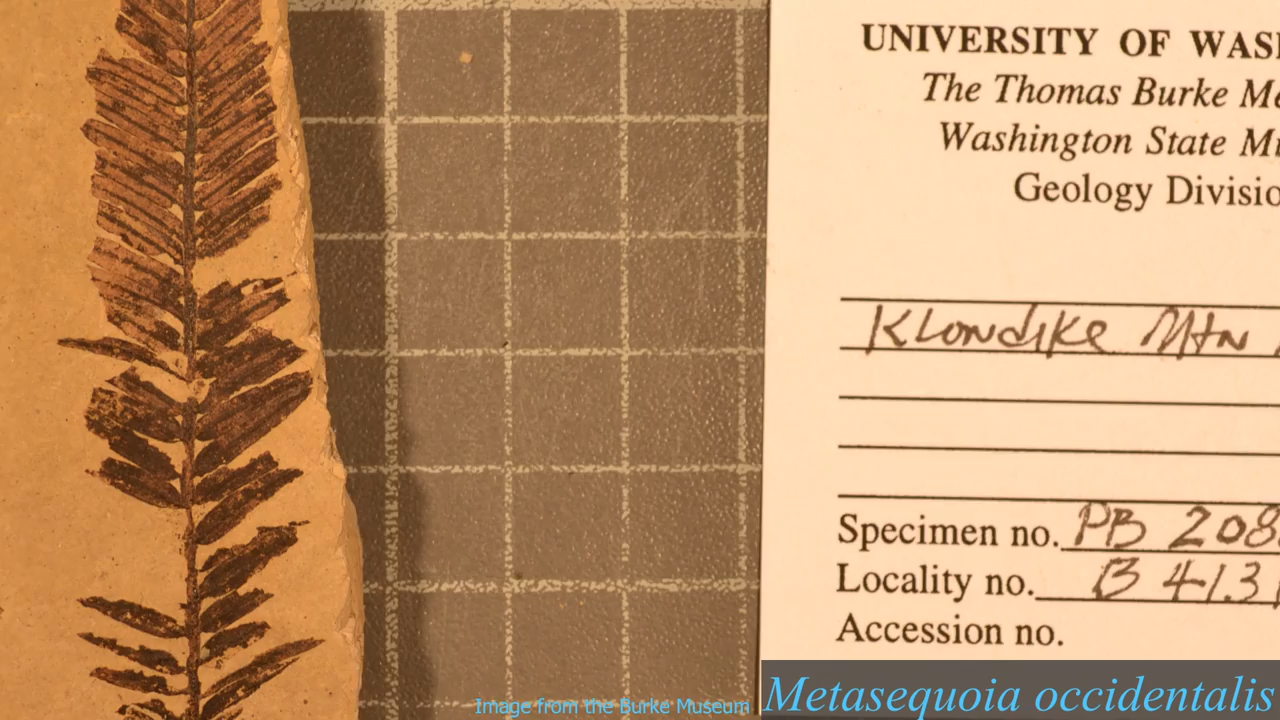 UNIVERSITY OF WAS
The Thomas Burke Me
Washington State Mu
Geology Divisio
Klondike Mtn
Specimen no. PB 208
Locality no. B 4131
Accession no.
Image from the Burke Museum
Metasequoia occidentalis